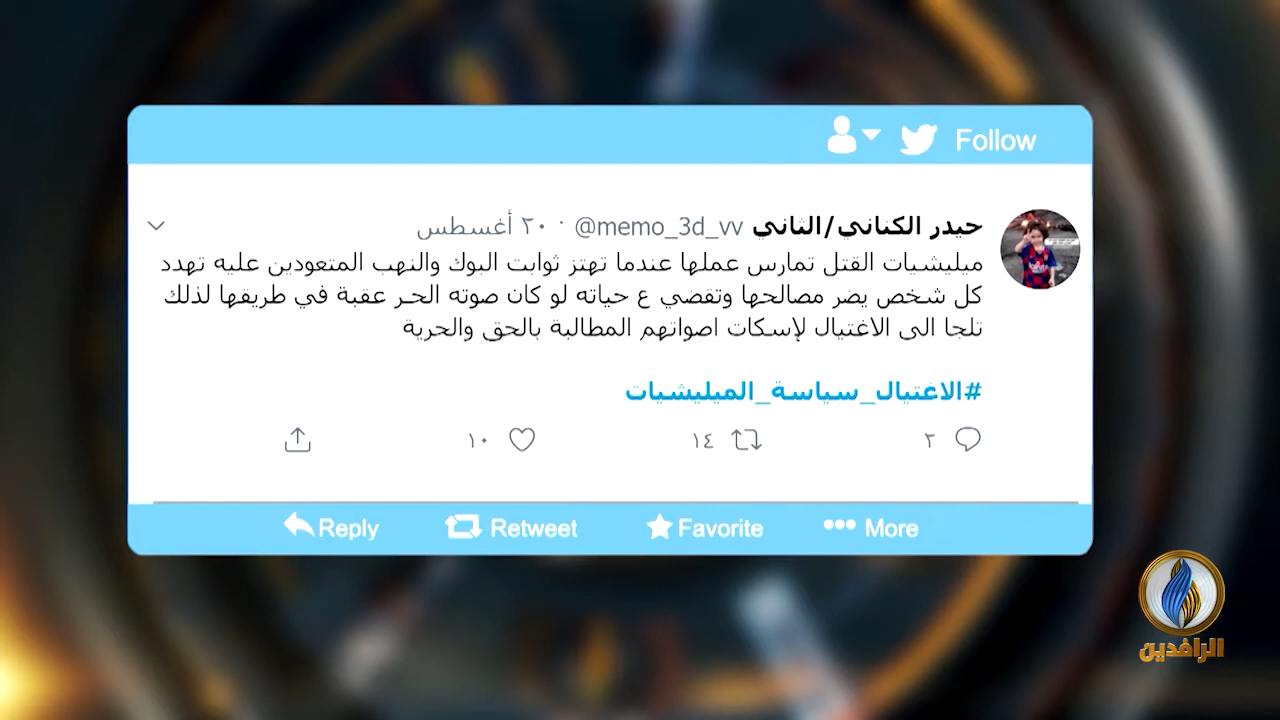 Follow
حيدر الكناني/الثاني @memo_3d_vv · ٢٠ أغسطس
ميليشيات القتل تمارس عملها عندما تهتز ثوابت البوك والنهب المتعودين عليه تهدد
كل شخص يضر مصالحها وتقضي ع حياته لو كان صوته الحر عقبة في طريقها لذلك
تلجا الى الاغتيال لإسكات اصواتهم المطالبة بالحق والحرية
#الاغتيال_سياسة_الميليشيات
٢ ١٤ ١٠
Reply Retweet Favorite More
الرافدين